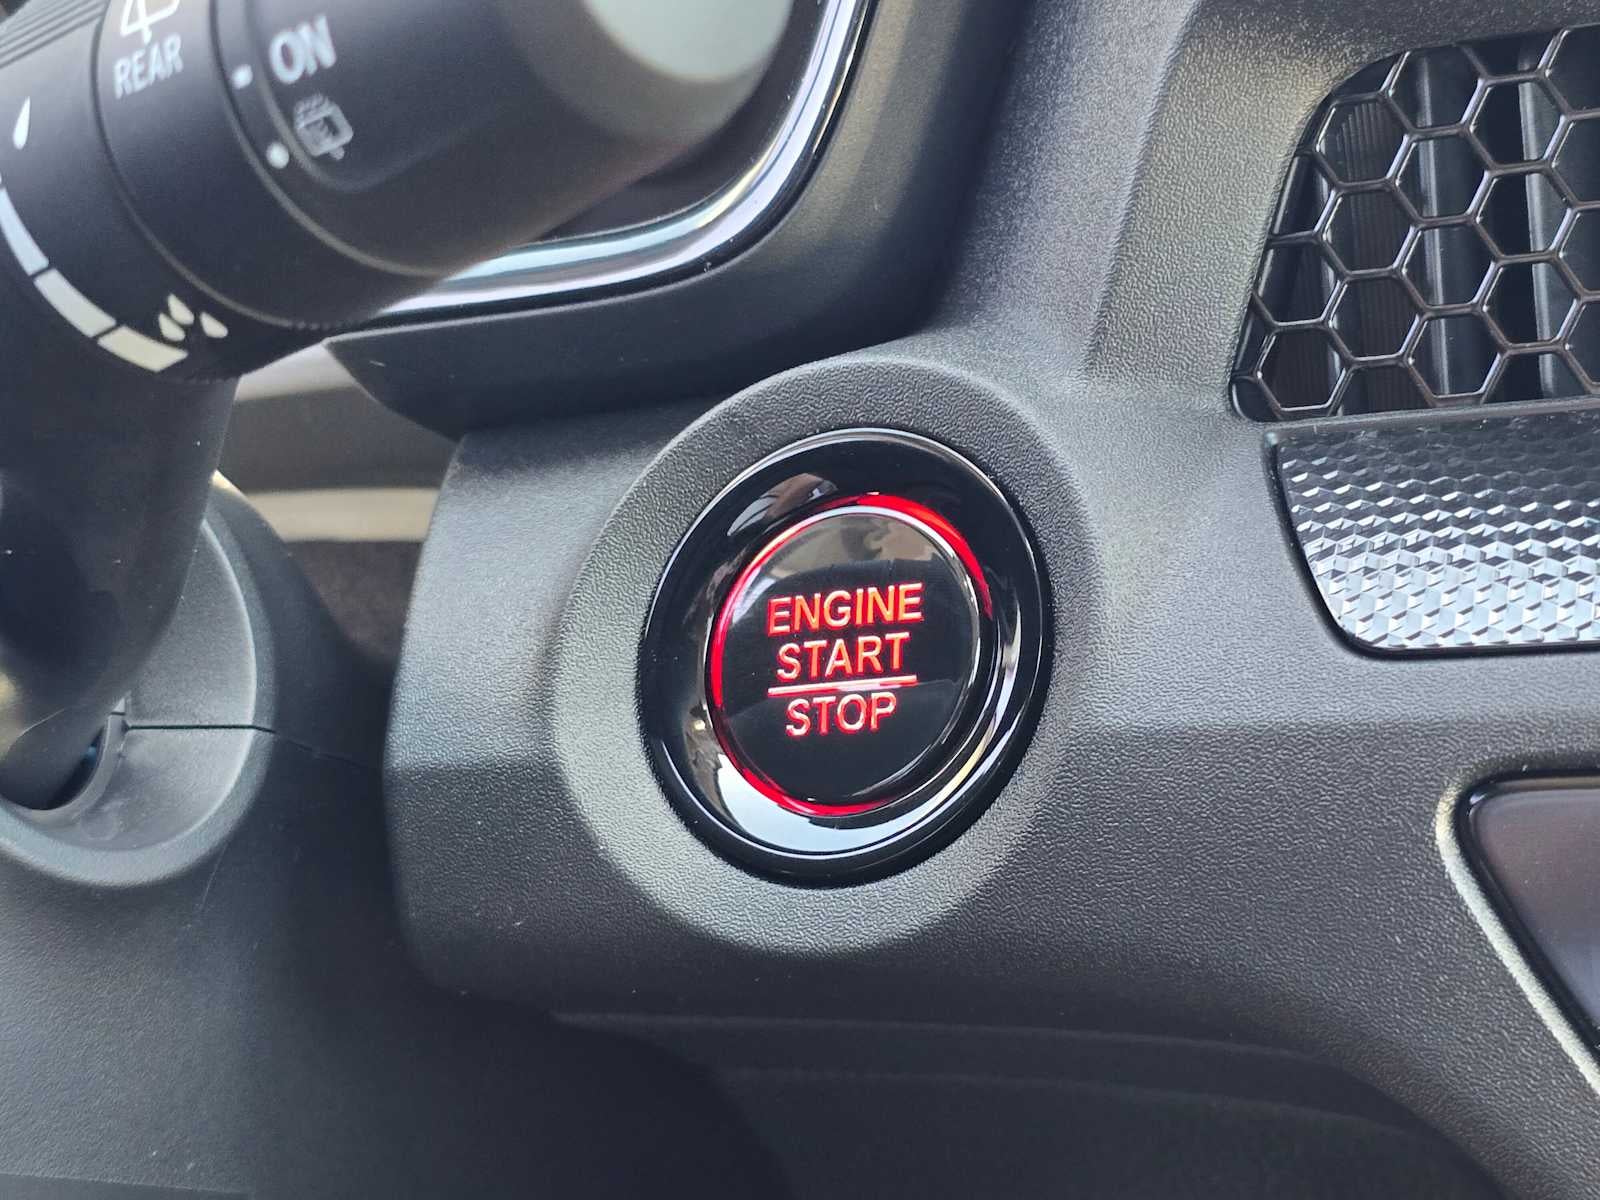 REAR
ON
ENGINE
START
STOP